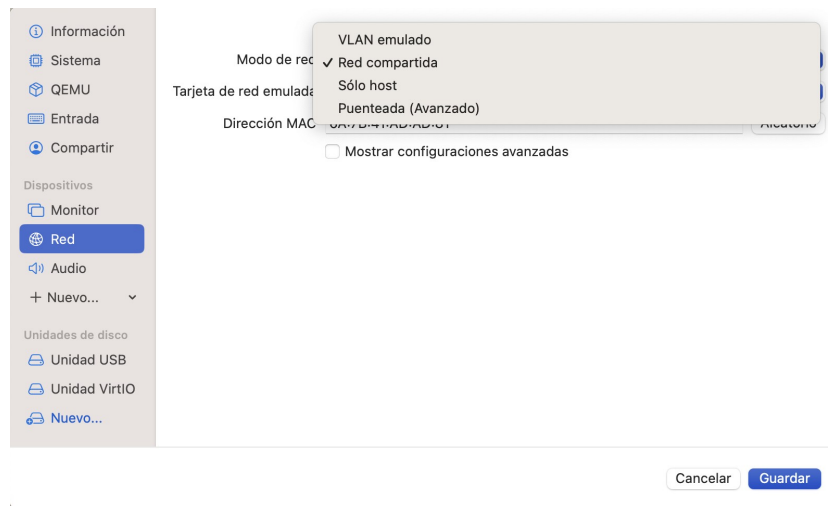 Información
Sistema
QEMU
Entrada
Compartir
Dispositivos
Monitor
Red
Audio
Nuevo...
Unidades de disco
Unidad USB
Unidad VirtIO
Nuevo...
Modo de red
VLAN emulado
✓ Red compartida
Sólo host
Puenteada (Avanzado)
Tarjeta de red emulada
Dirección MAC
Mostrar configuraciones avanzadas
Cancelar
Guardar